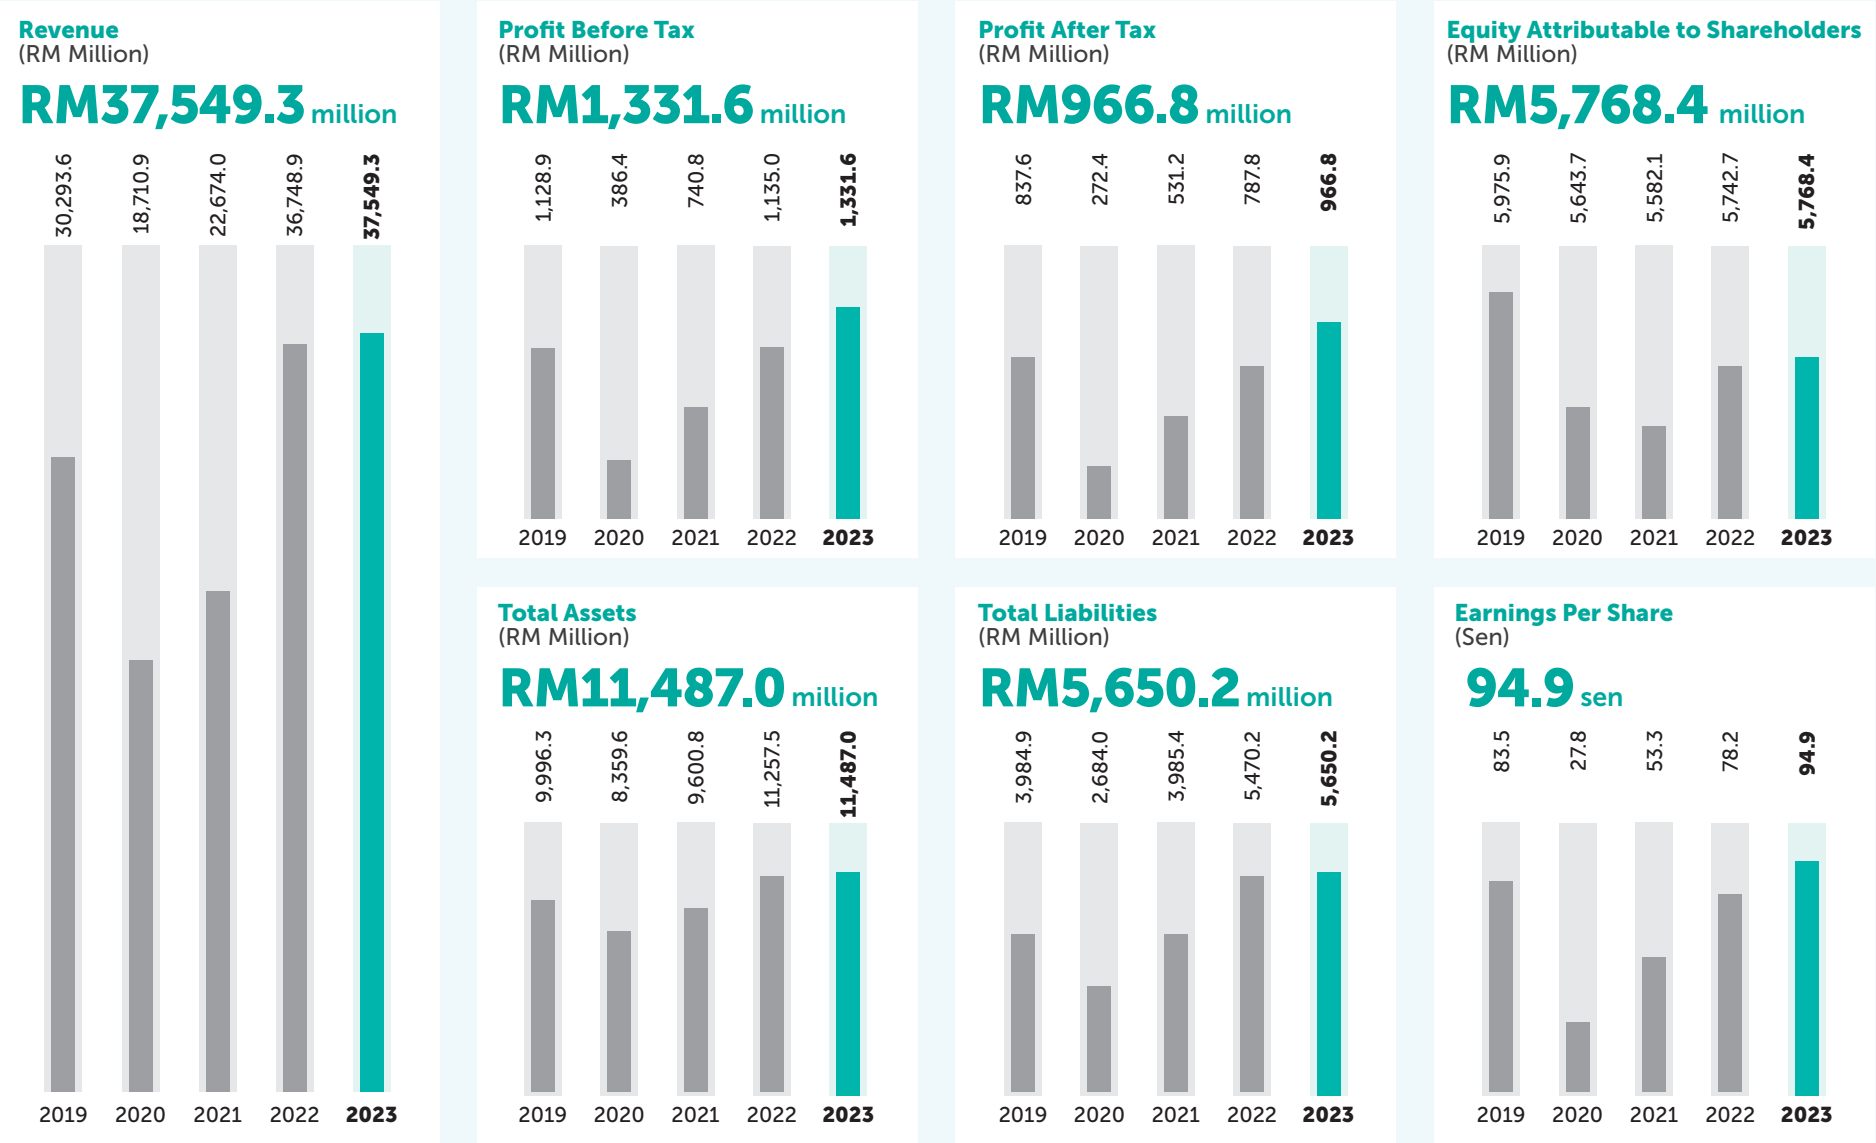 Revenue
(RM Million)
RM37,549.3 million
30,293.6
18,710.9
22,674.0
36,748.9
37,549.3
2019 2020 2021 2022 2023
Profit Before Tax
(RM Million)
RM1,331.6 million
1,128.9
386.4
740.8
1,135.0
1,331.6
2019 2020 2021 2022 2023
Profit After Tax
(RM Million)
RM966.8 million
837.6
272.4
531.2
787.8
966.8
2019 2020 2021 2022 2023
Equity Attributable to Shareholders
(RM Million)
RM5,768.4 million
5,975.9
5,643.7
5,582.1
5,742.7
5,768.4
2019 2020 2021 2022 2023
Total Assets
(RM Million)
RM11,487.0 million
9,996.3
8,359.6
9,600.8
11,257.5
11,487.0
2019 2020 2021 2022 2023
Total Liabilities
(RM Million)
RM5,650.2 million
3,984.9
2,684.0
3,985.4
5,470.2
5,650.2
2019 2020 2021 2022 2023
Earnings Per Share
(Sen)
94.9 sen
83.5
27.8
53.3
78.2
94.9
2019 2020 2021 2022 2023